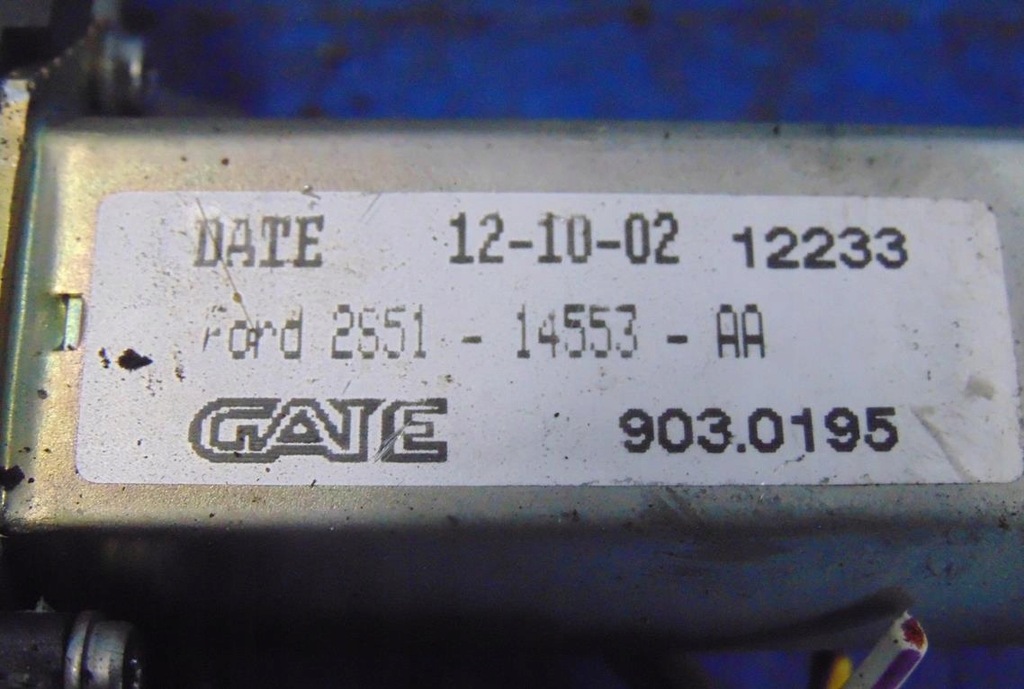 DATE 12-10-02 12233
Ford 2S51 - 14553 - AA
GATE 903.0195